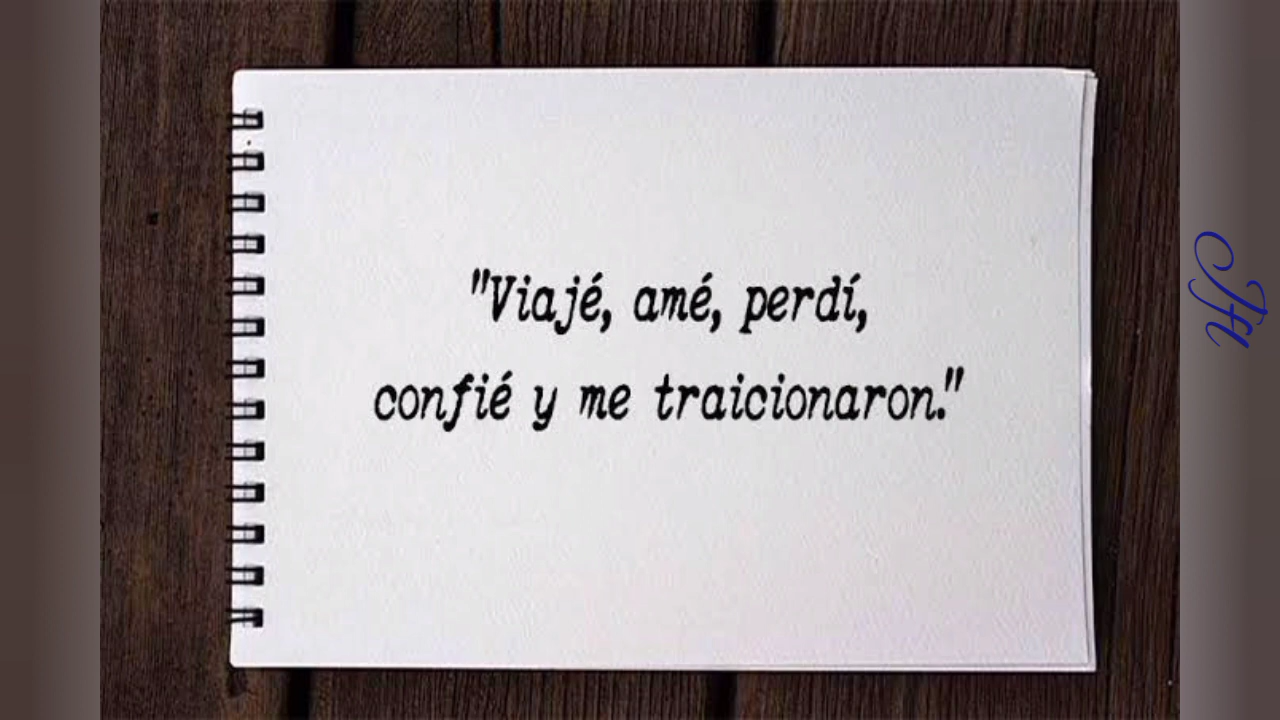 "Viajé, amé, perdí,
confié y me traicionaron."